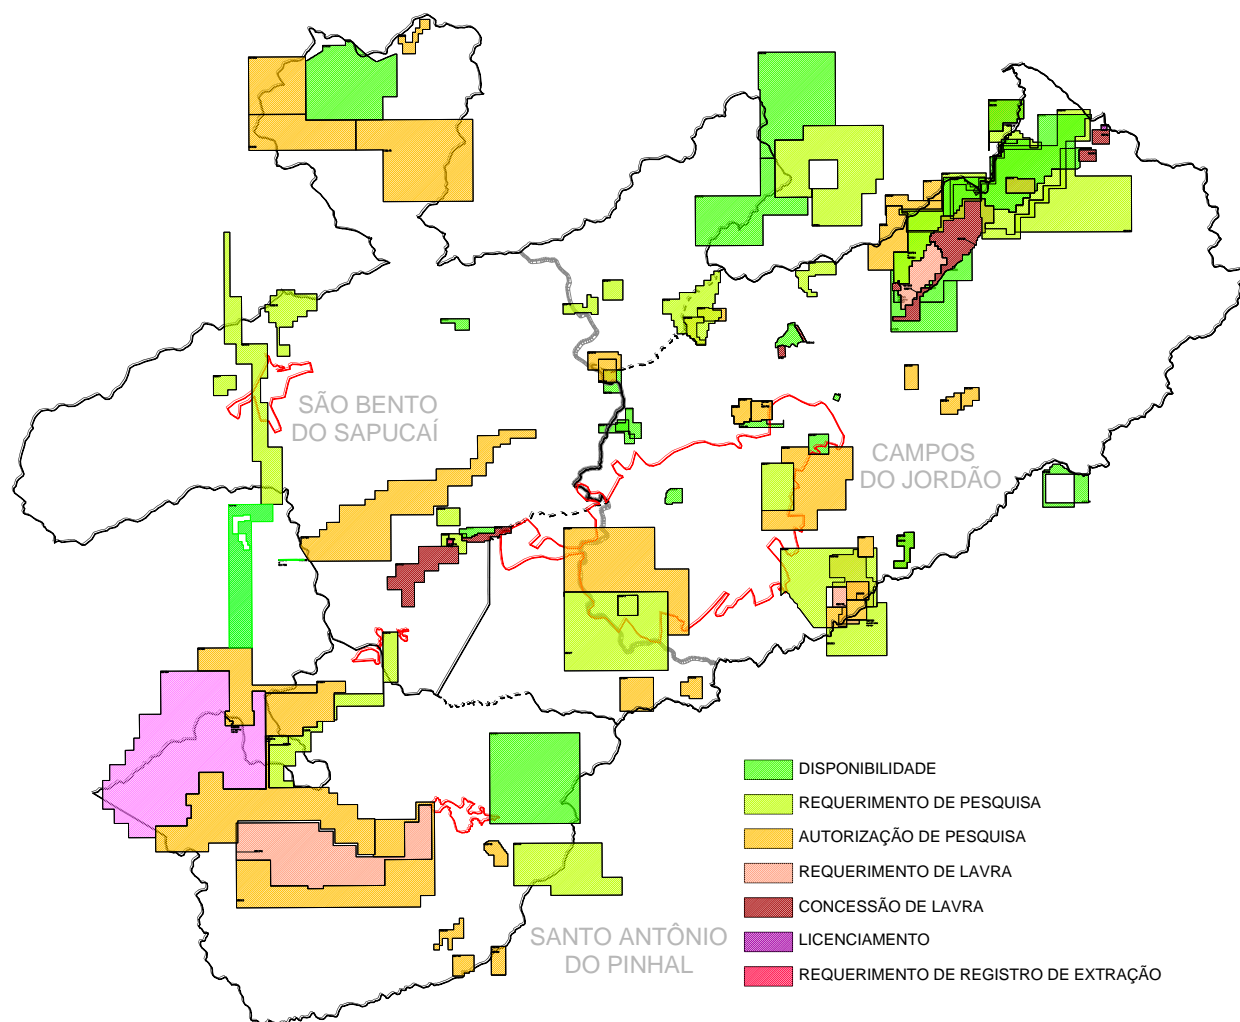 SÃO BENTO
DO SAPUCAÍ
CAMPOS
DO JORDÃO
SANTO ANTÔNIO
DO PINHAL
DISPONIBILIDADE
REQUERIMENTO DE PESQUISA
AUTORIZAÇÃO DE PESQUISA
REQUERIMENTO DE LAVRA
CONCESSÃO DE LAVRA
LICENCIAMENTO
REQUERIMENTO DE REGISTRO DE EXTRAÇÃO